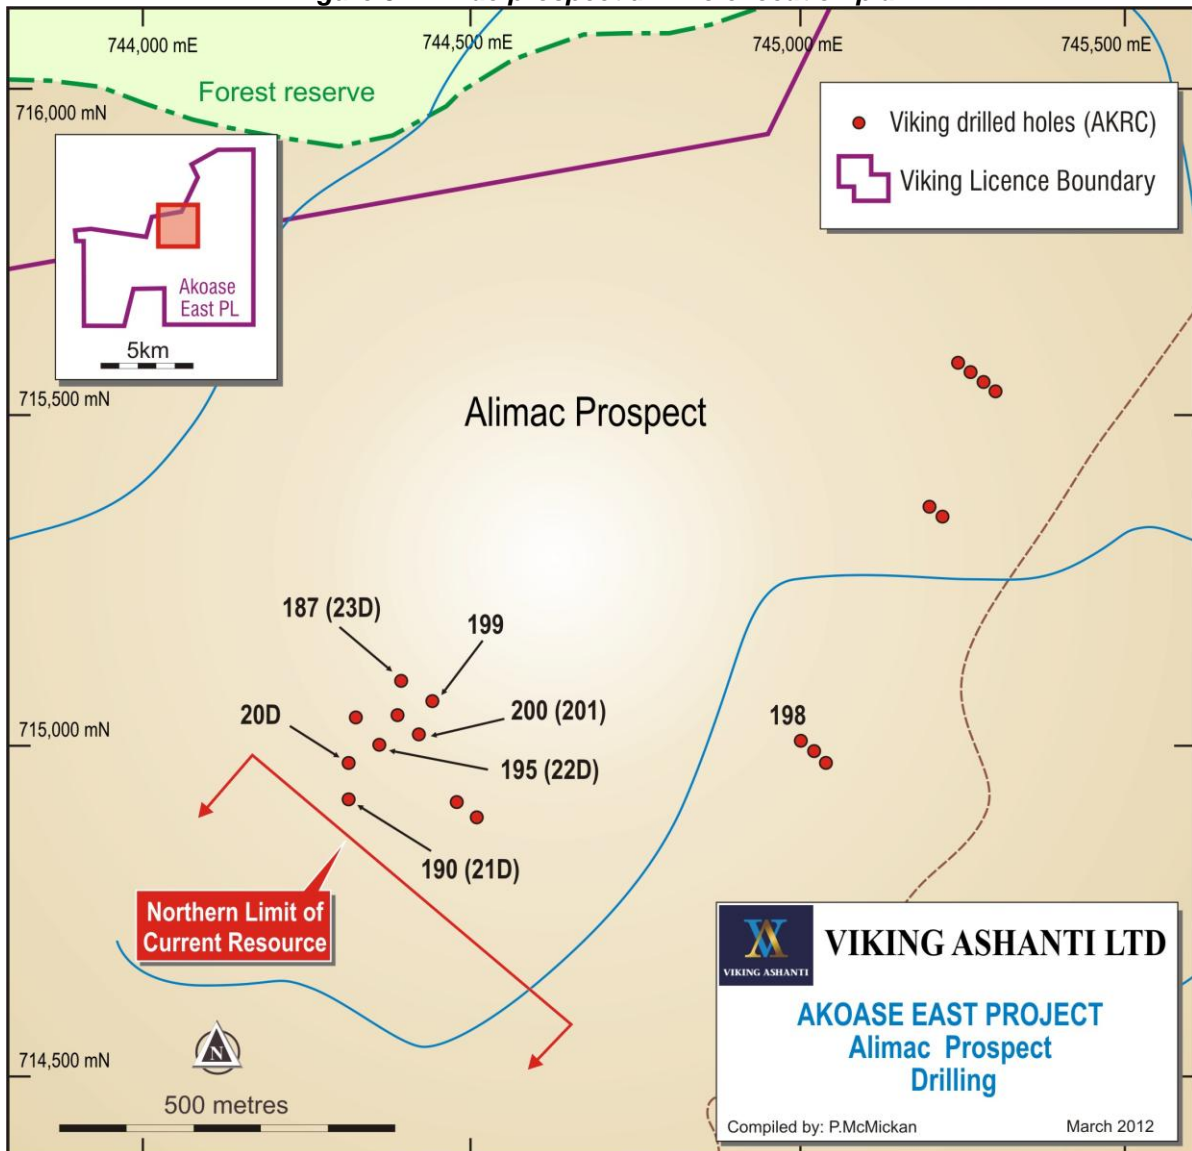 744,000 mE
744,500 mE
745,000 mE
745,500 mE
Forest reserve
716,000 mN
Viking drilled holes (AKRC)
Viking Licence Boundary
Akoase
East PL
5km
715,500 mN
Alimac Prospect
187 (23D)
199
20D
200 (201)
198
715,000 mN
195 (22D)
190 (21D)
Northern Limit of
Current Resource
VIKING ASHANTI
VIKING ASHANTI LTD
AKOASE EAST PROJECT
Alimac Prospect
Drilling
714,500 mN
N
500 metres
Compiled by: P.McMickan
March 2012